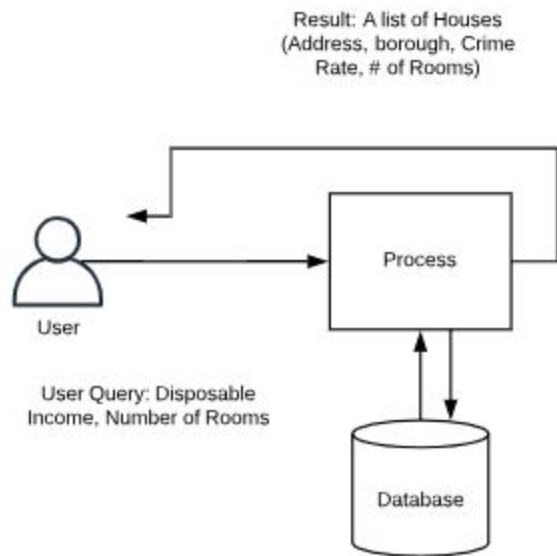 Result: A list of Houses
(Address, borough, Crime
Rate, # of Rooms)
Process
User
User Query: Disposable
Income, Number of Rooms
Database